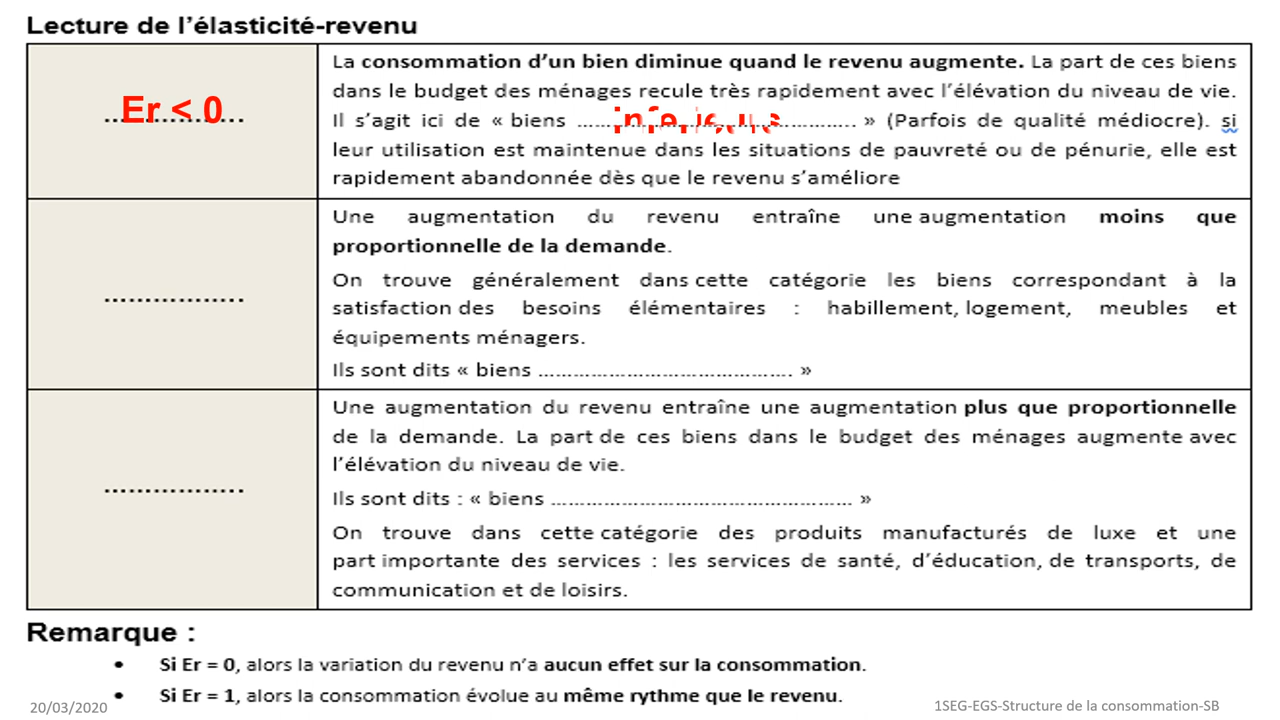 Lecture de l'élasticité-revenu
Er < 0
La consommation d'un bien diminue quand le revenu augmente. La part de ces biens
dans le budget des ménages recule très rapidement avec l'élévation du niveau de vie.
Il s'agit ici de « biens ........................................ » (Parfois de qualité médiocre). si
leur utilisation est maintenue dans les situations de pauvreté ou de pénurie, elle est
rapidement abandonnée dès que le revenu s'améliore
.................
Une augmentation du revenu entraîne une augmentation moins que
proportionnelle de la demande.
On trouve généralement dans cette catégorie les biens correspondant à la
satisfaction des besoins élémentaires : habillement, logement, meubles et
équipements ménagers.
Ils sont dits « biens ........................................ »
.................
Une augmentation du revenu entraîne une augmentation plus que proportionnelle
de la demande. La part de ces biens dans le budget des ménages augmente avec
l'élévation du niveau de vie.
Ils sont dits : « biens ............................................... »
On trouve dans cette catégorie des produits manufacturés de luxe et une
part importante des services : les services de santé, d'éducation, de transports, de
communication et de loisirs.
Remarque :
• Si Er = 0, alors la variation du revenu n'a aucun effet sur la consommation.
• Si Er = 1, alors la consommation évolue au même rythme que le revenu.
20/03/2020
1SEG-EGS-Structure de la consommation-SB